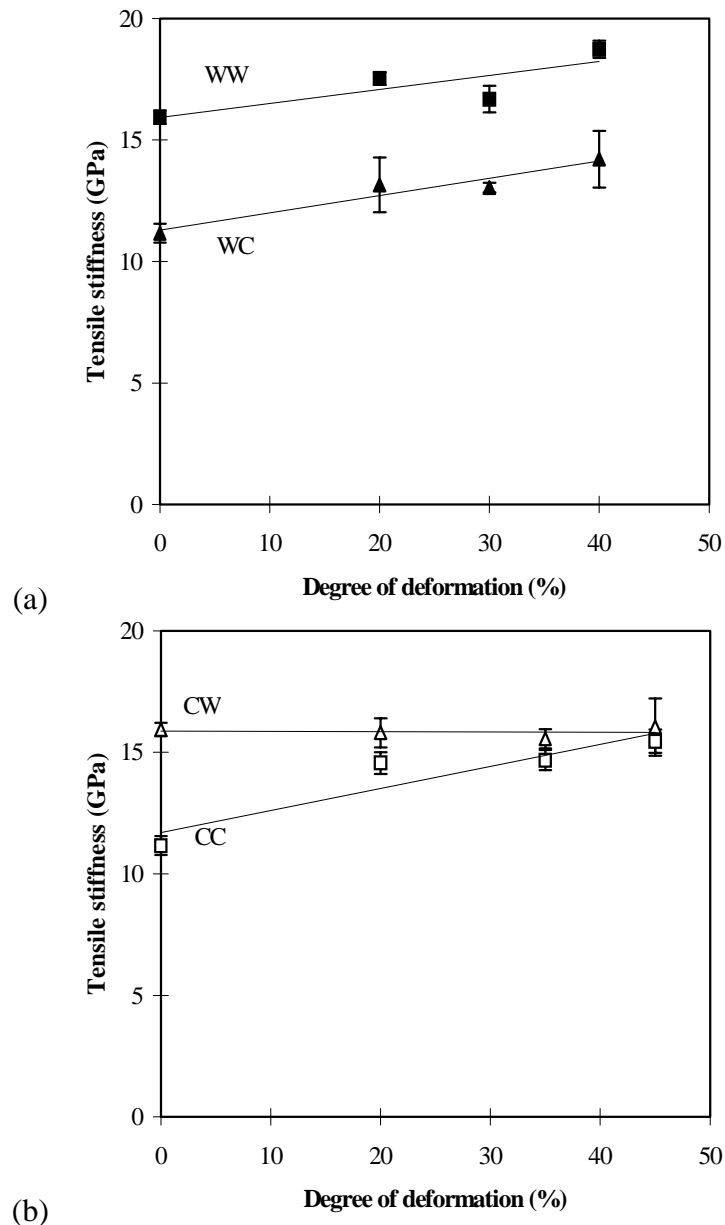 20
WW
15
WC
10
5
0
Tensile stiffness (GPa)
0 10 20 30 40 50
Degree of deformation (%)
(a)
20
CW
15
CC
10
5
0
Tensile stiffness (GPa)
0 10 20 30 40 50
Degree of deformation (%)
(b)